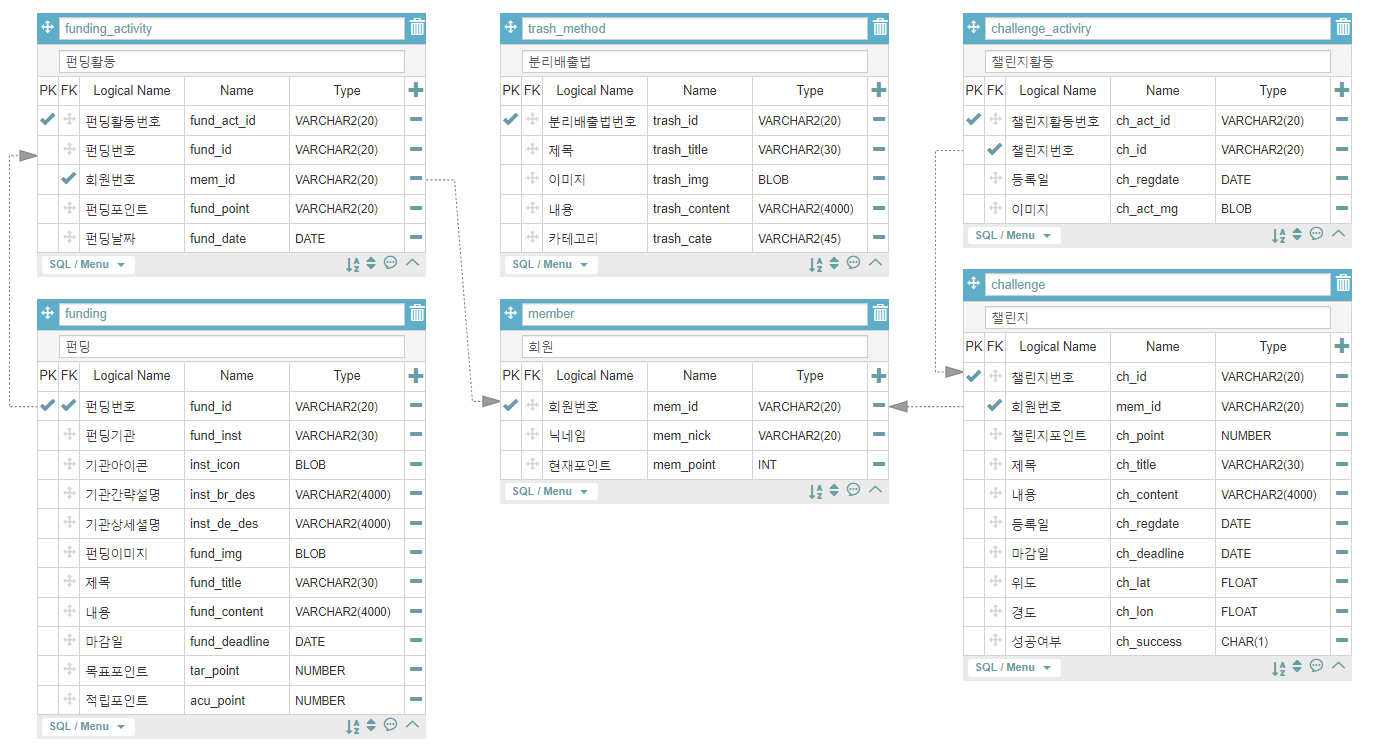 funding_activity
펀딩활동
PK FK Logical Name Name Type
펀딩활동번호 fund_act_id VARCHAR2(20)
펀딩번호 fund_id VARCHAR2(20)
회원번호 mem_id VARCHAR2(20)
펀딩포인트 fund_point VARCHAR2(20)
펀딩날짜 fund_date DATE
SQL / Menu
trash_method
분리배출법
PK FK Logical Name Name Type
분리배출법번호 trash_id VARCHAR2(20)
제목 trash_title VARCHAR2(30)
이미지 trash_img BLOB
내용 trash_content VARCHAR2(4000)
카테고리 trash_cate VARCHAR2(45)
SQL / Menu
challenge_activiry
챌린지활동
PK FK Logical Name Name Type
챌린지활동번호 ch_act_id VARCHAR2(20)
챌린지번호 ch_id VARCHAR2(20)
등록일 ch_regdate DATE
이미지 ch_act_mg BLOB
SQL / Menu
funding
펀딩
PK FK Logical Name Name Type
펀딩번호 fund_id VARCHAR2(20)
펀딩기관 fund_inst VARCHAR2(30)
기관아이콘 inst_icon BLOB
기관간략설명 inst_br_des VARCHAR2(4000)
기관상세셜명 inst_de_des VARCHAR2(4000)
펀딩이미지 fund_img BLOB
제목 fund_title VARCHAR2(30)
내용 fund_content VARCHAR2(4000)
마감일 fund_deadline DATE
목표포인트 tar_point NUMBER
적립포인트 acu_point NUMBER
SQL / Menu
member
회원
PK FK Logical Name Name Type
회원번호 mem_id VARCHAR2(20)
닉네임 mem_nick VARCHAR2(20)
현재포인트 mem_point INT
SQL / Menu
challenge
챌린지
PK FK Logical Name Name Type
챌린지번호 ch_id VARCHAR2(20)
회원번호 mem_id VARCHAR2(20)
챌린지포인트 ch_point NUMBER
제목 ch_title VARCHAR2(30)
내용 ch_content VARCHAR2(4000)
등록일 ch_regdate DATE
마감일 ch_deadline DATE
위도 ch_lat FLOAT
경도 ch_lon FLOAT
성공여부 ch_success CHAR(1)
SQL / Menu